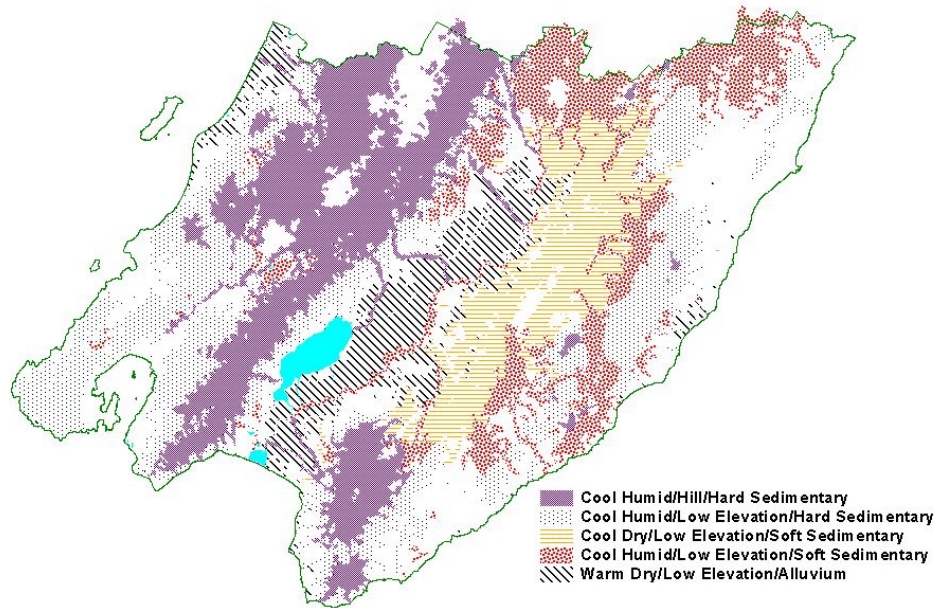 Cool Humid/Hill/Hard Sedimentary
Cool Humid/Low Elevation/Hard Sedimentary
Cool Dry/Low Elevation/Soft Sedimentary
Cool Humid/Low Elevation/Soft Sedimentary
Warm Dry/Low Elevation/Alluvium